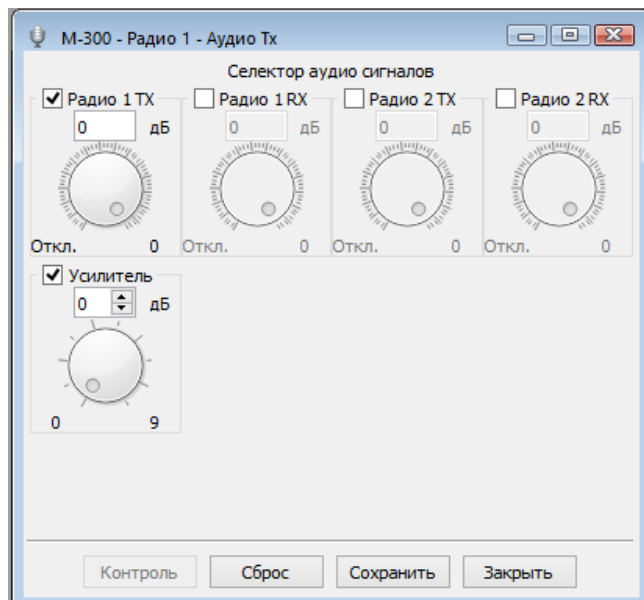 М-300 - Радио 1 - Аудио Tx
Селектор аудио сигналов
Радио 1 TX Радио 1 RX Радио 2 TX Радио 2 RX
0 дБ 0 дБ 0 дБ 0 дБ
Откл. 0 Откл. 0 Откл. 0 Откл. 0
Усилитель
0 дБ
0 9
Контроль Сброс Сохранить Закрыть